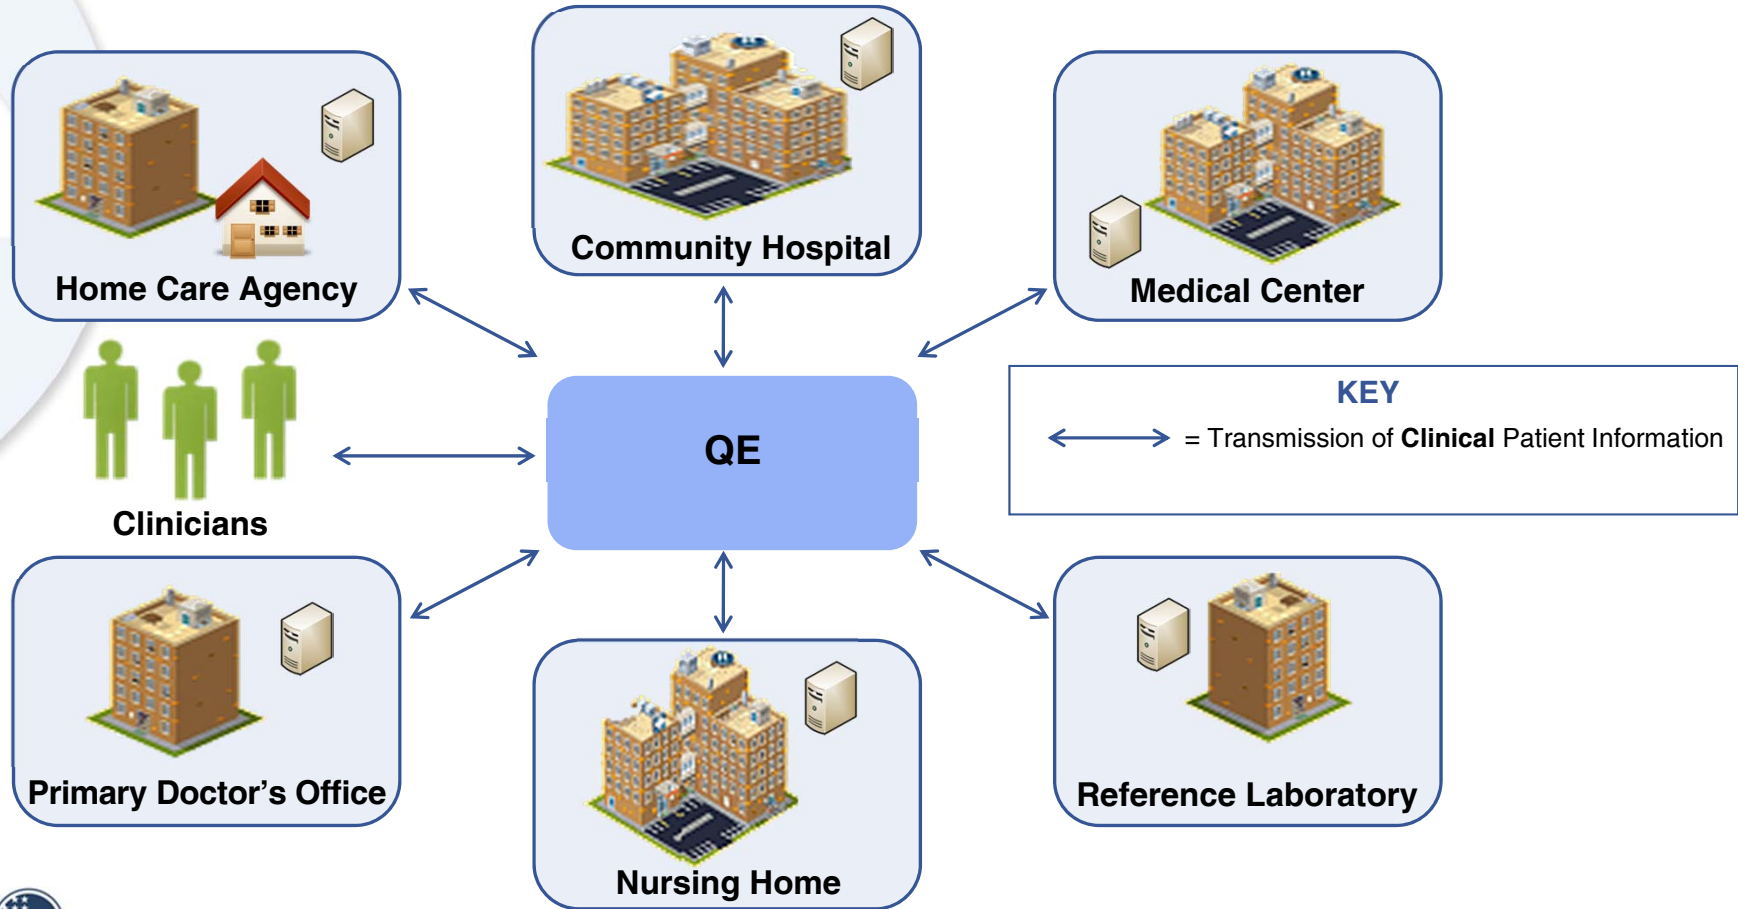 Community Hospital
Home Care Agency
Medical Center
KEY
= Transmission of Clinical Patient Information
QE
Clinicians
Primary Doctor’s Office
Reference Laboratory
Nursing Home